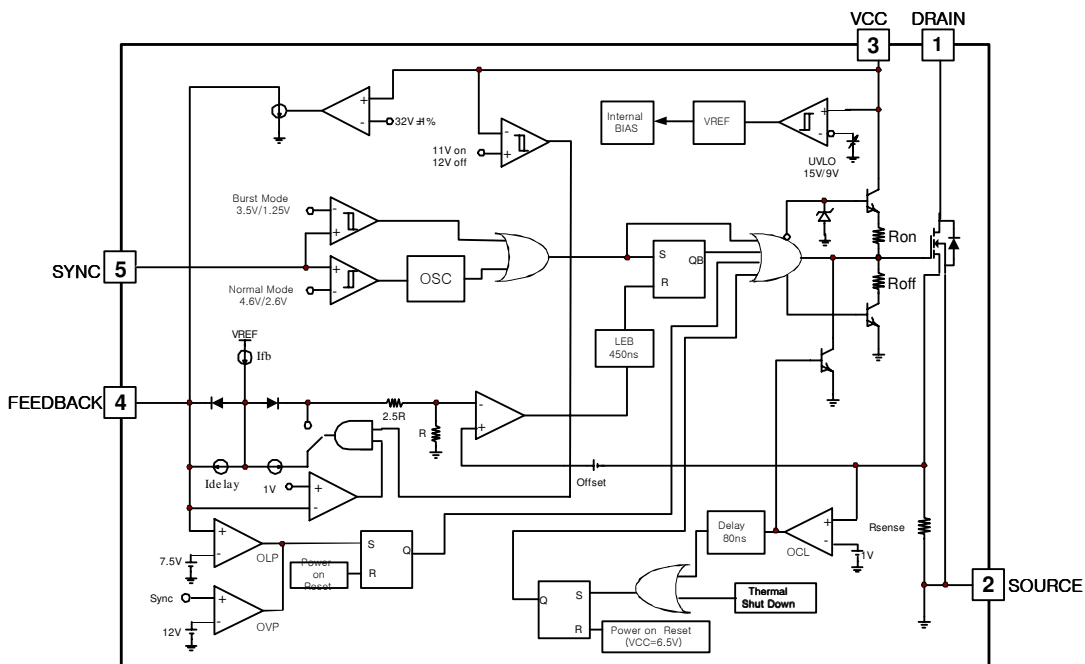 VCC DRAIN
3 1
+
-
32V ±1%
11V on
12V off
-
+
Internal
BIAS
VREF
+
-
UVLO
15V/9V
Burst Mode
3.5V/1.25V
-
+
SYNC 5
+
-
Normal Mode
4.6V/2.6V
OSC
S
QB
R
Ron
Roff
LEB
450ns
VREF
Ifb
FEEDBACK 4
2.5R
R
-
+
Idelay
1V
+
-
Offset
7.5V
+
-
OLP
Power
on
Reset
S
Q
R
Sync
12V
+
-
OVP
Delay
80ns
OCL
+
-
1V
Rsense
2 SOURCE
Q
S
R
Thermal
Shut Down
Power on Reset
(VCC=6.5V)